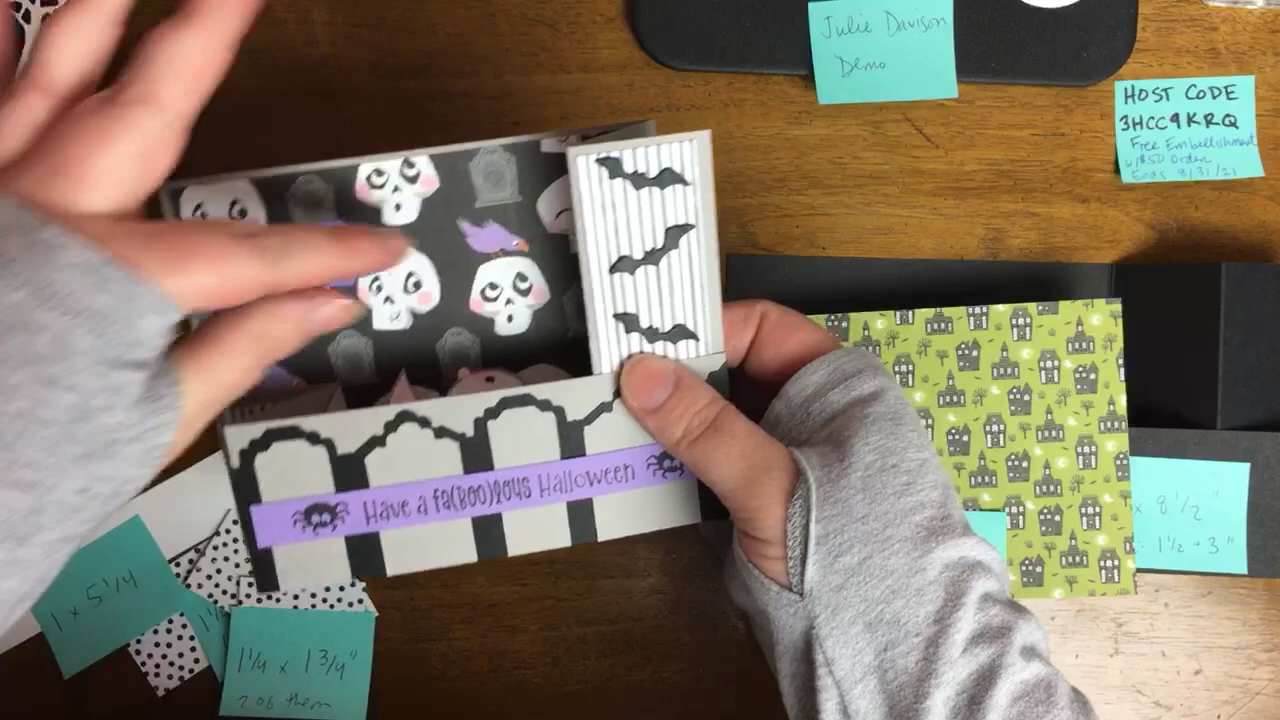 Julie Davison
Demo
HOST CODE
3HCC9KRQ
Free Embellishment
w/$50 Order
Ends 8/31/21
Have a fa(BOO)lous Halloween
x 8 1/2"
1 1/2 - 3"
1 x 5 1/4
1 1/4 x 1 3/4"
2 of them